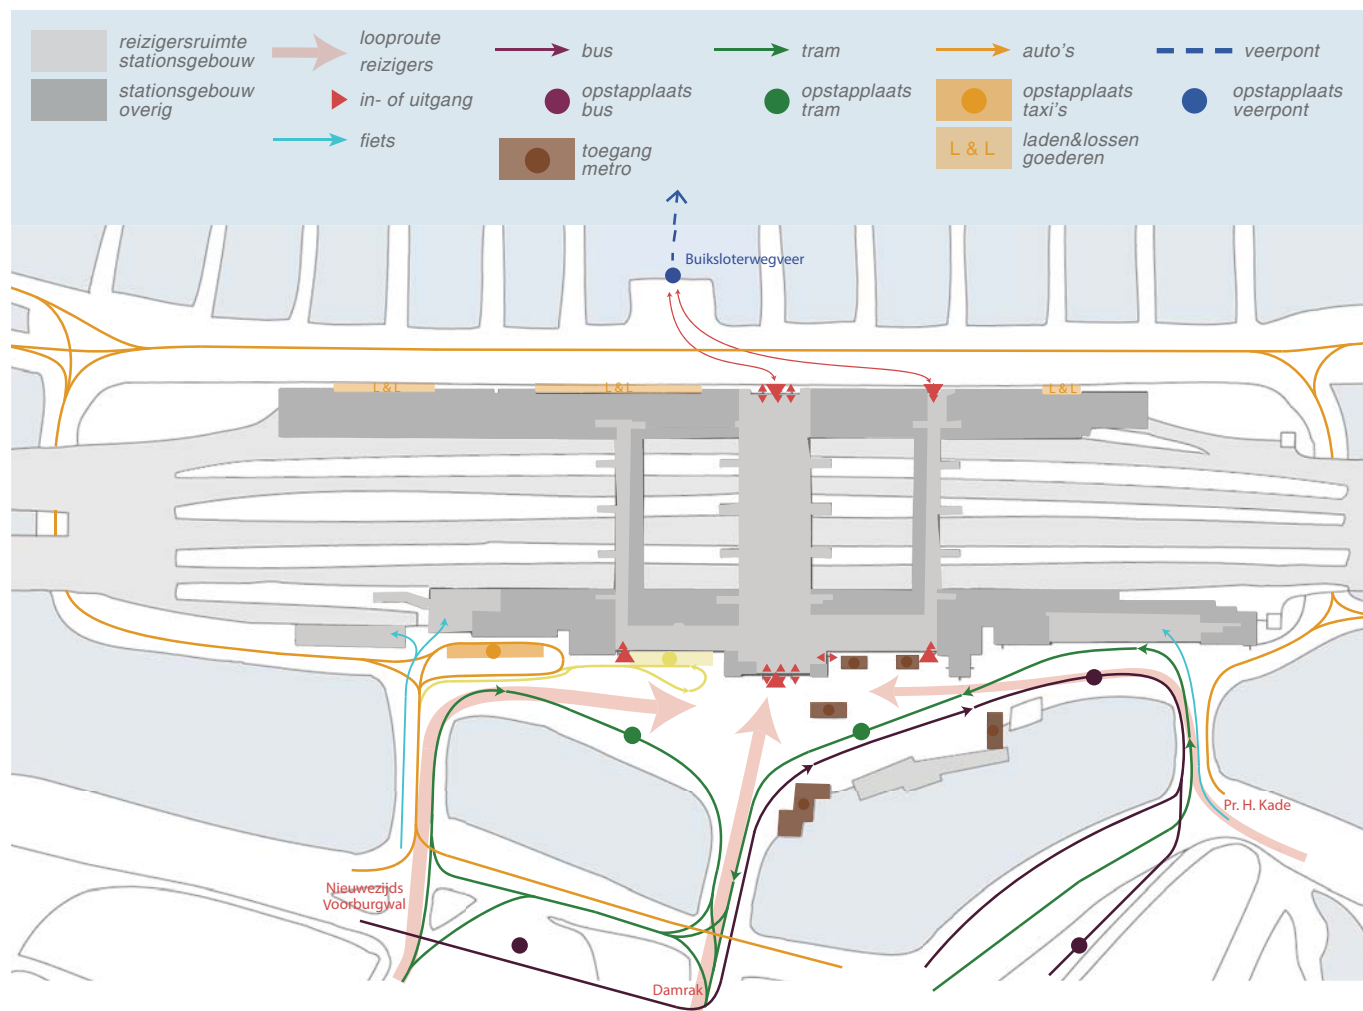 reizigersruimte
stationsgebouw
stationsgebouw
overig
looproute
reizigers
in- of uitgang
fiets
bus
opstapplaats
bus
toegang
metro
tram
opstapplaats
tram
auto's
opstapplaats
taxi's
L & L
laden&lossen
goederen
veerpont
opstapplaats
veerpont
Buiksloterwegveer
L & L
L & L
L & L
Pr. H. Kade
Nieuwezijds
Voorburgwal
Damrak